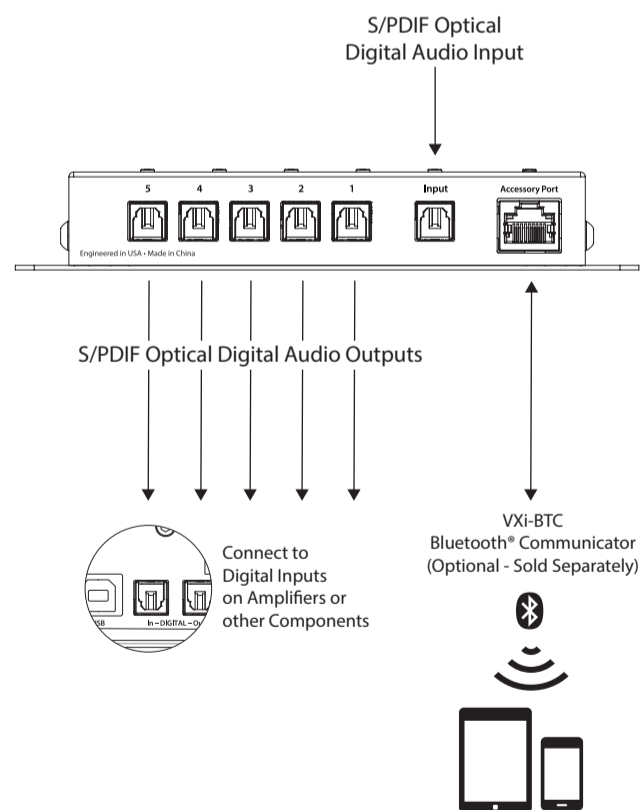 S/PDIF Optical
Digital Audio Input
5 4 3 2 1 Input Accessory Port
Engineered in USA • Made in China
S/PDIF Optical Digital Audio Outputs
Connect to
Digital Inputs
on Amplifiers or
other Components
In – DIGITAL –
VXi-BTC
Bluetooth® Communicator
(Optional - Sold Separately)